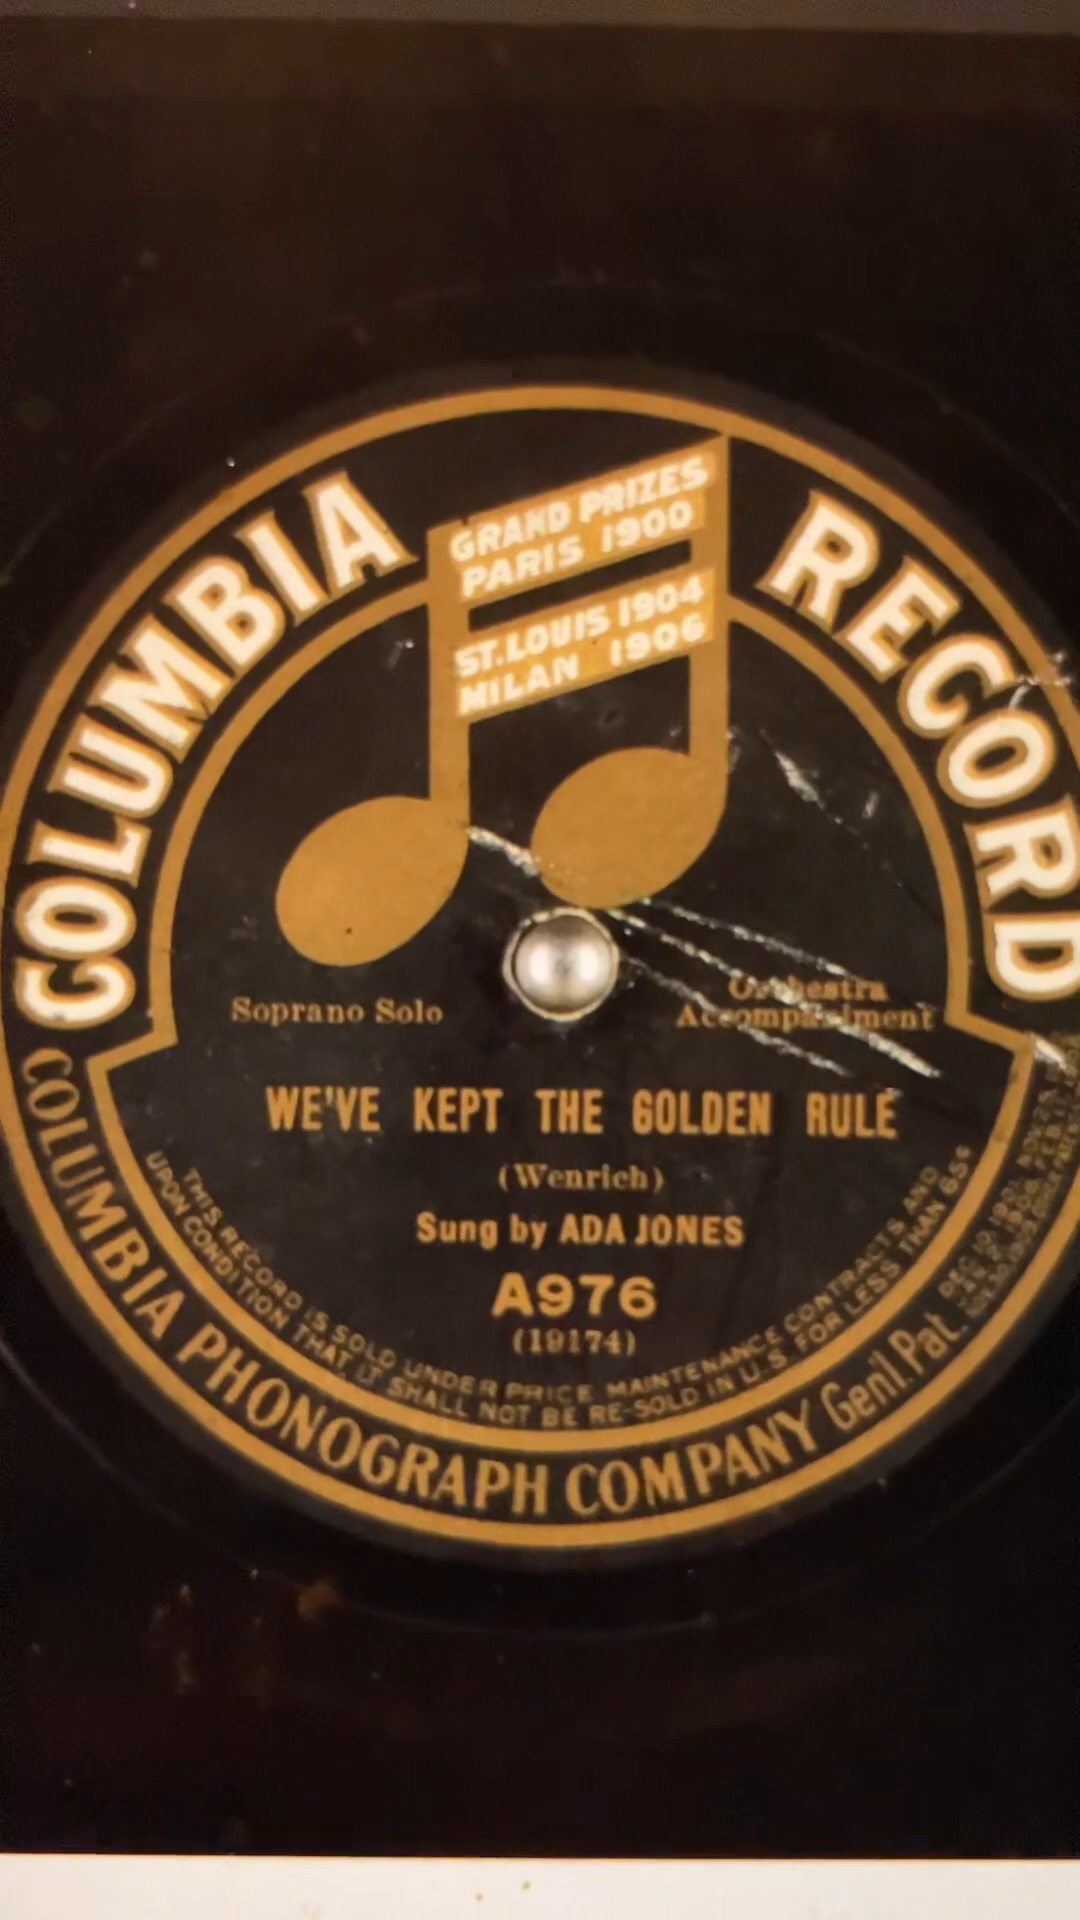 COLUMBIA RECORD
GRAND PRIZES
PARIS 1900
ST. LOUIS 1904
MILAN 1906
Soprano Solo
Orchestra
Accompaniment
WE'VE KEPT THE GOLDEN RULE
(Wenrich)
Sung by ADA JONES
A976
(19174)
THIS RECORD IS SOLD UNDER PRICE MAINTENANCE CONTRACTS AND
UPON CONDITION THAT IT SHALL NOT BE RE-SOLD IN U.S. FOR LESS THAN 65¢
COLUMBIA PHONOGRAPH COMPANY Gen'l. Pat.